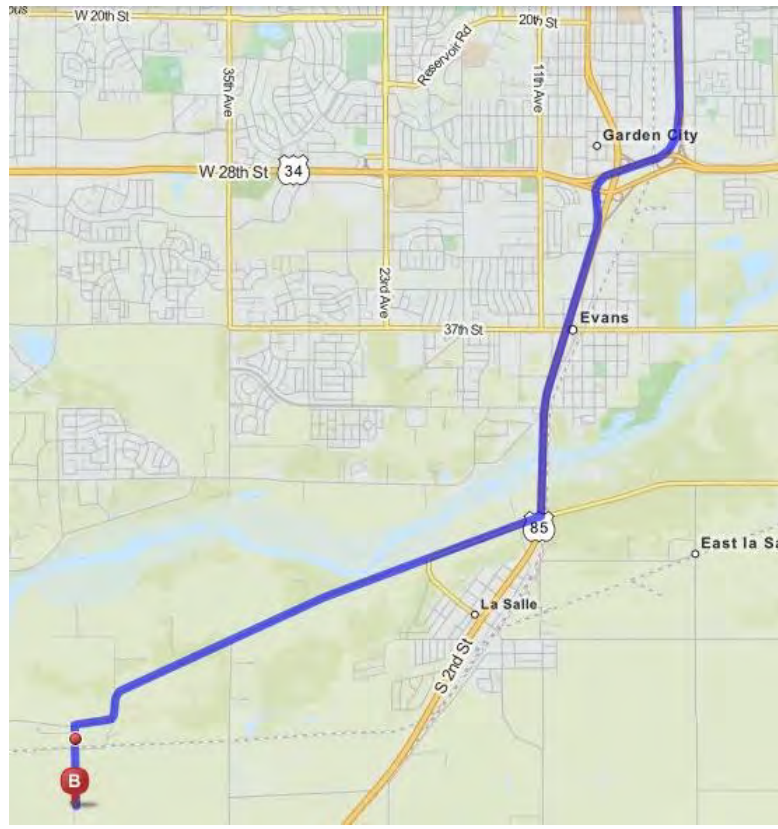 ous
W 20th St
20th St
Reservoir Rd
35th Ave
11th Ave
Garden City
W 28th St
34
23rd Ave
Evans
37th St
85
East la Sa
La Salle
S 2nd St
B